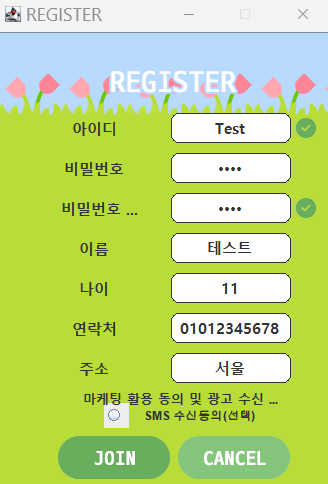 REGISTER
REGISTER
아이디 Test
비밀번호 ••••
비밀번호 ... ••••
이름 테스트
나이 11
연락처 01012345678
주소 서울
마케팅 활용 동의 및 광고 수신 ...
SMS 수신동의(선택)
JOIN CANCEL